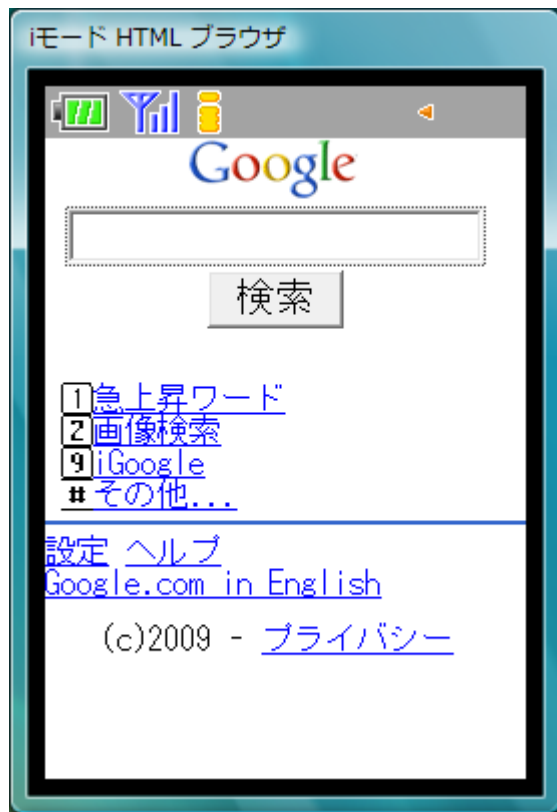 iモード HTML ブラウザ
Google
検索
1急上昇ワード
2画像検索
9iGoogle
#その他...
設定 ヘルプ
Google.com in English
(c)2009 - プライバシー